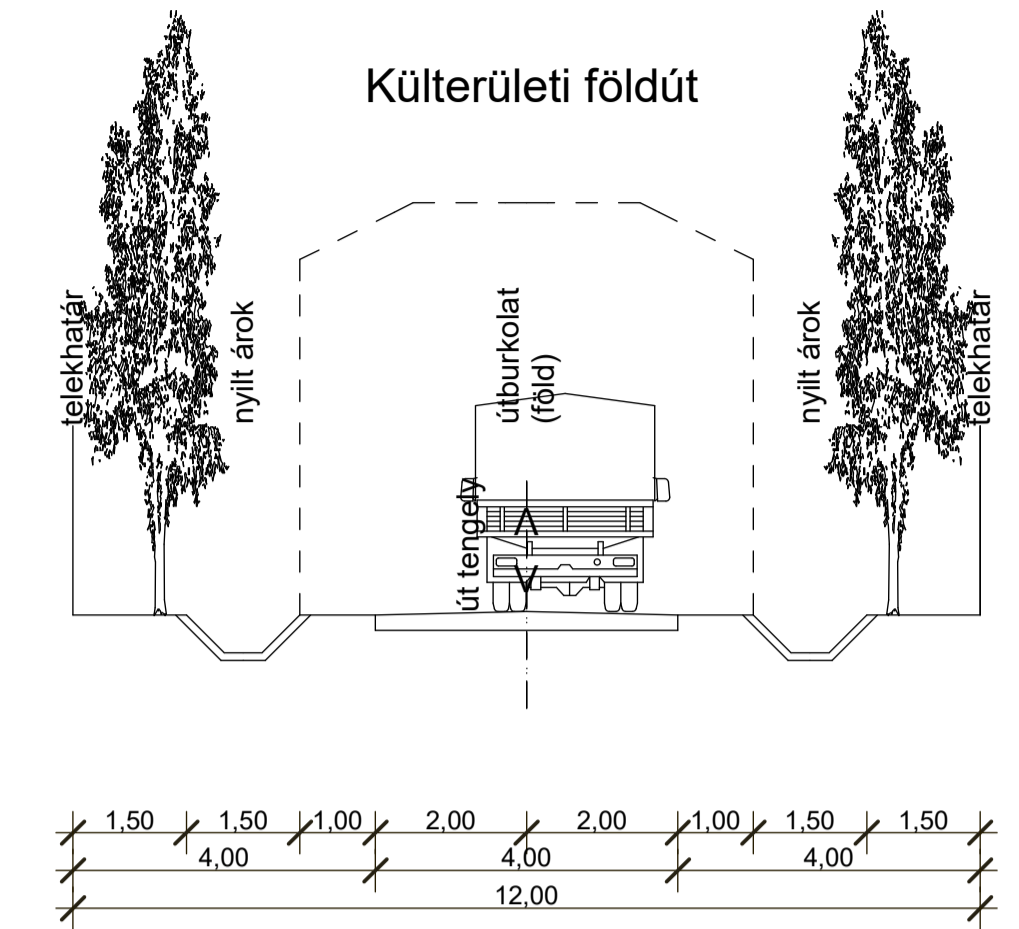 Külterületi földút
telekhatár
nyilt árok
útburkolat
(föld)
nyilt árok
telekhatár
út tengely
1,50
1,50
1,00
2,00
2,00
1,00
1,50
1,50
4,00
4,00
4,00
12,00